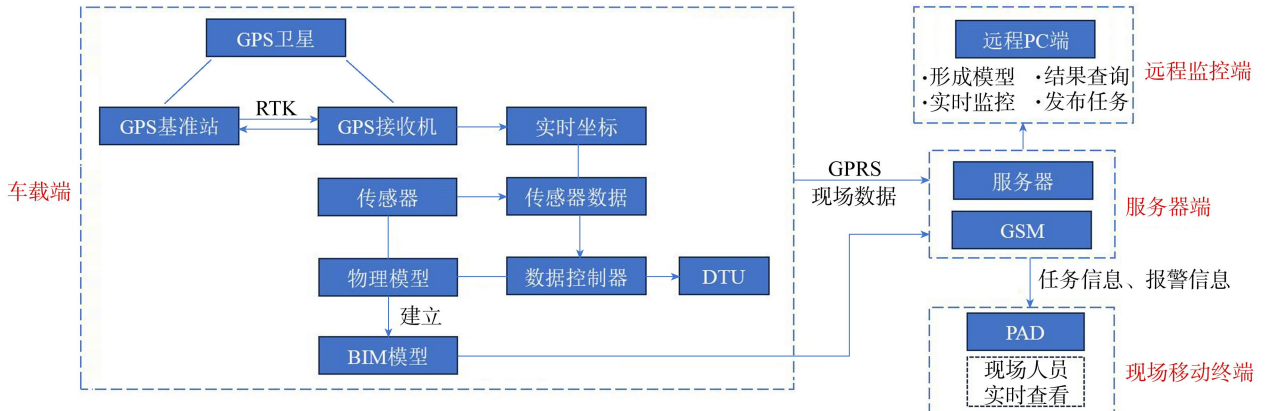 GPS卫星
GPS基准站
RTK
GPS接收机
实时坐标
车载端
传感器
传感器数据
物理模型
数据控制器
DTU
建立
BIM模型
GPRS
现场数据
远程PC端
·形成模型 ·结果查询
·实时监控 ·发布任务
远程监控端
服务器
GSM
服务器端
任务信息、报警信息
PAD
现场人员
实时查看
现场移动终端